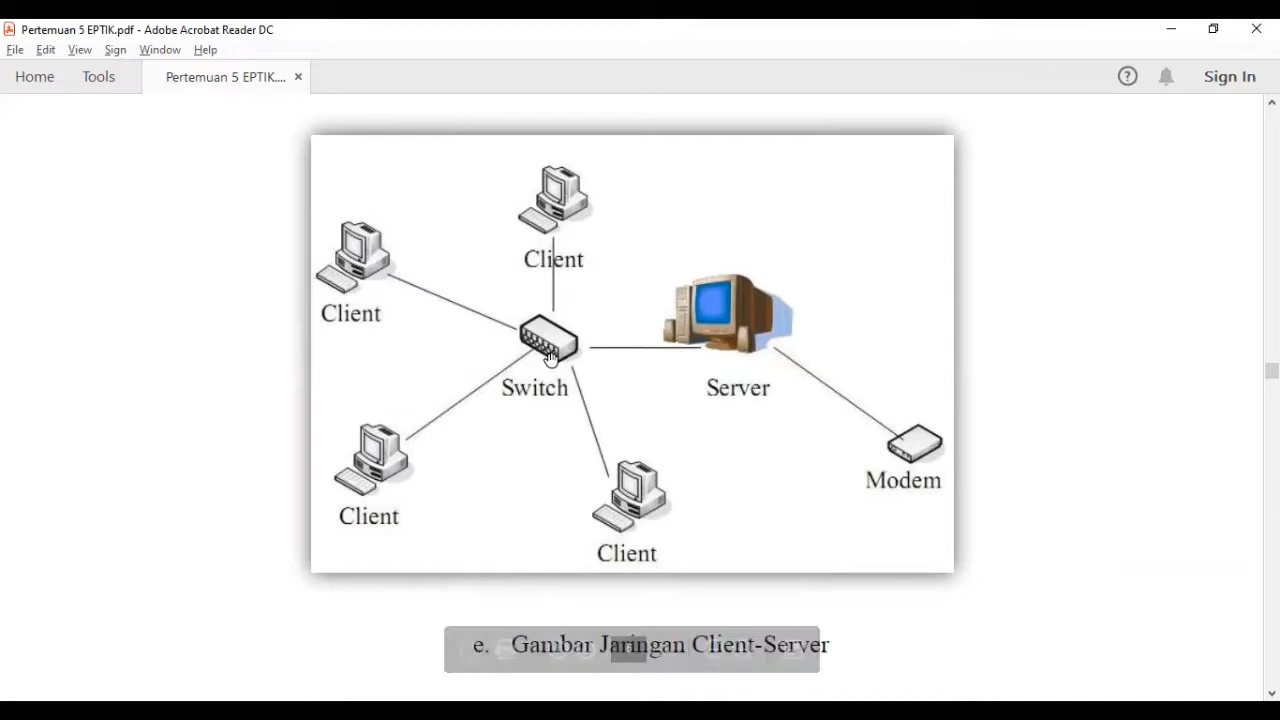 Pertemuan 5 EPTIK.pdf - Adobe Acrobat Reader DC
File Edit View Sign Window Help
Home Tools Pertemuan 5 EPTIK.... × ? Sign In
Client
Client
Client
Switch
Server
Modem
Client
Client
e. Gambar Jaringan Client-Server